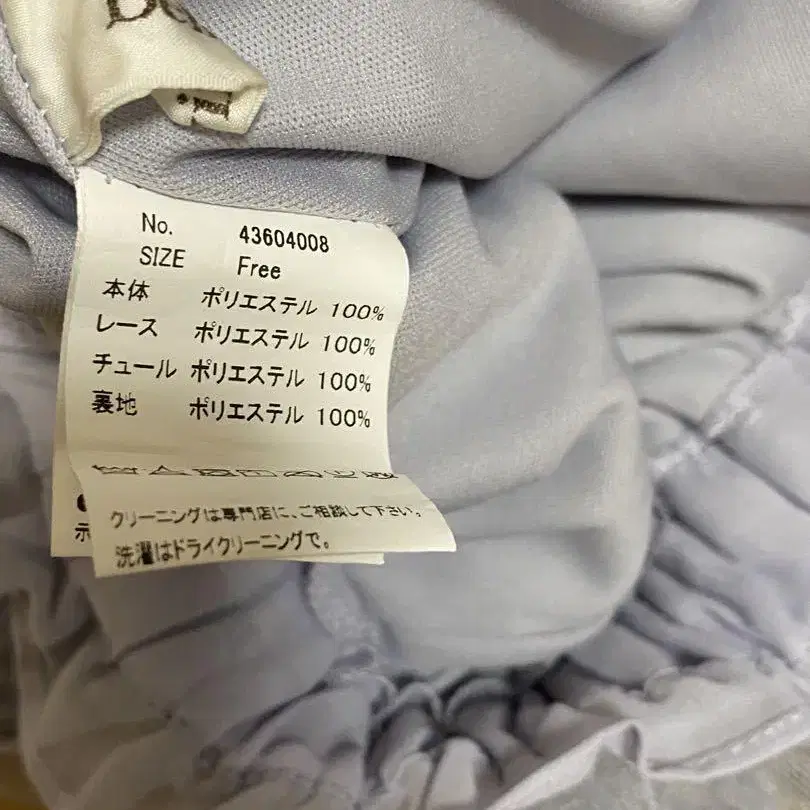 No. 43604008
SIZE Free
本体 ポリエステル 100%
レース ポリエステル 100%
チュール ポリエステル 100%
裏地 ポリエステル 100%
クリーニングは専門店に、ご相談して下さい。
洗濯はドライクリーニングで。